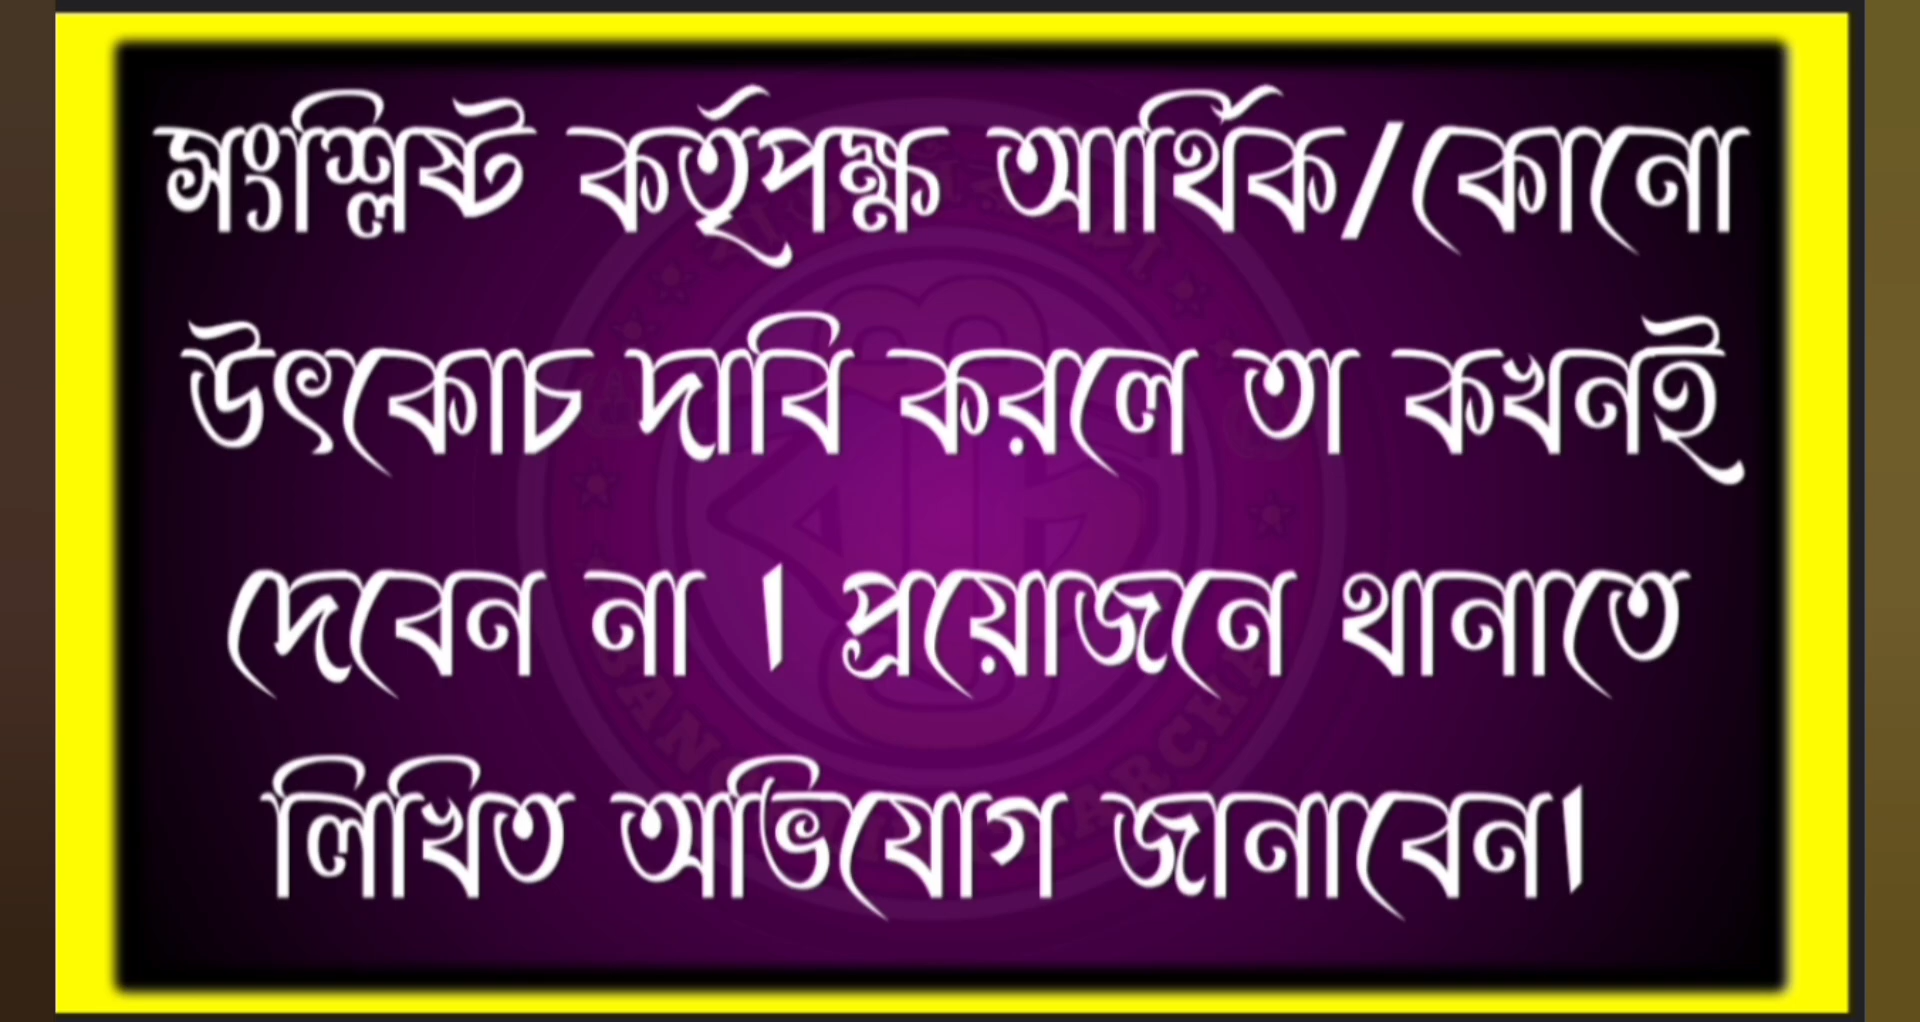 সংশ্লিষ্ট কর্তৃপক্ষ আর্থিক/কোনো
উৎকোচ দাবি করলে তা কখনই
দেবেন না । প্রয়োজনে থানাতে
লিখিত অভিযোগ জানাবেন।